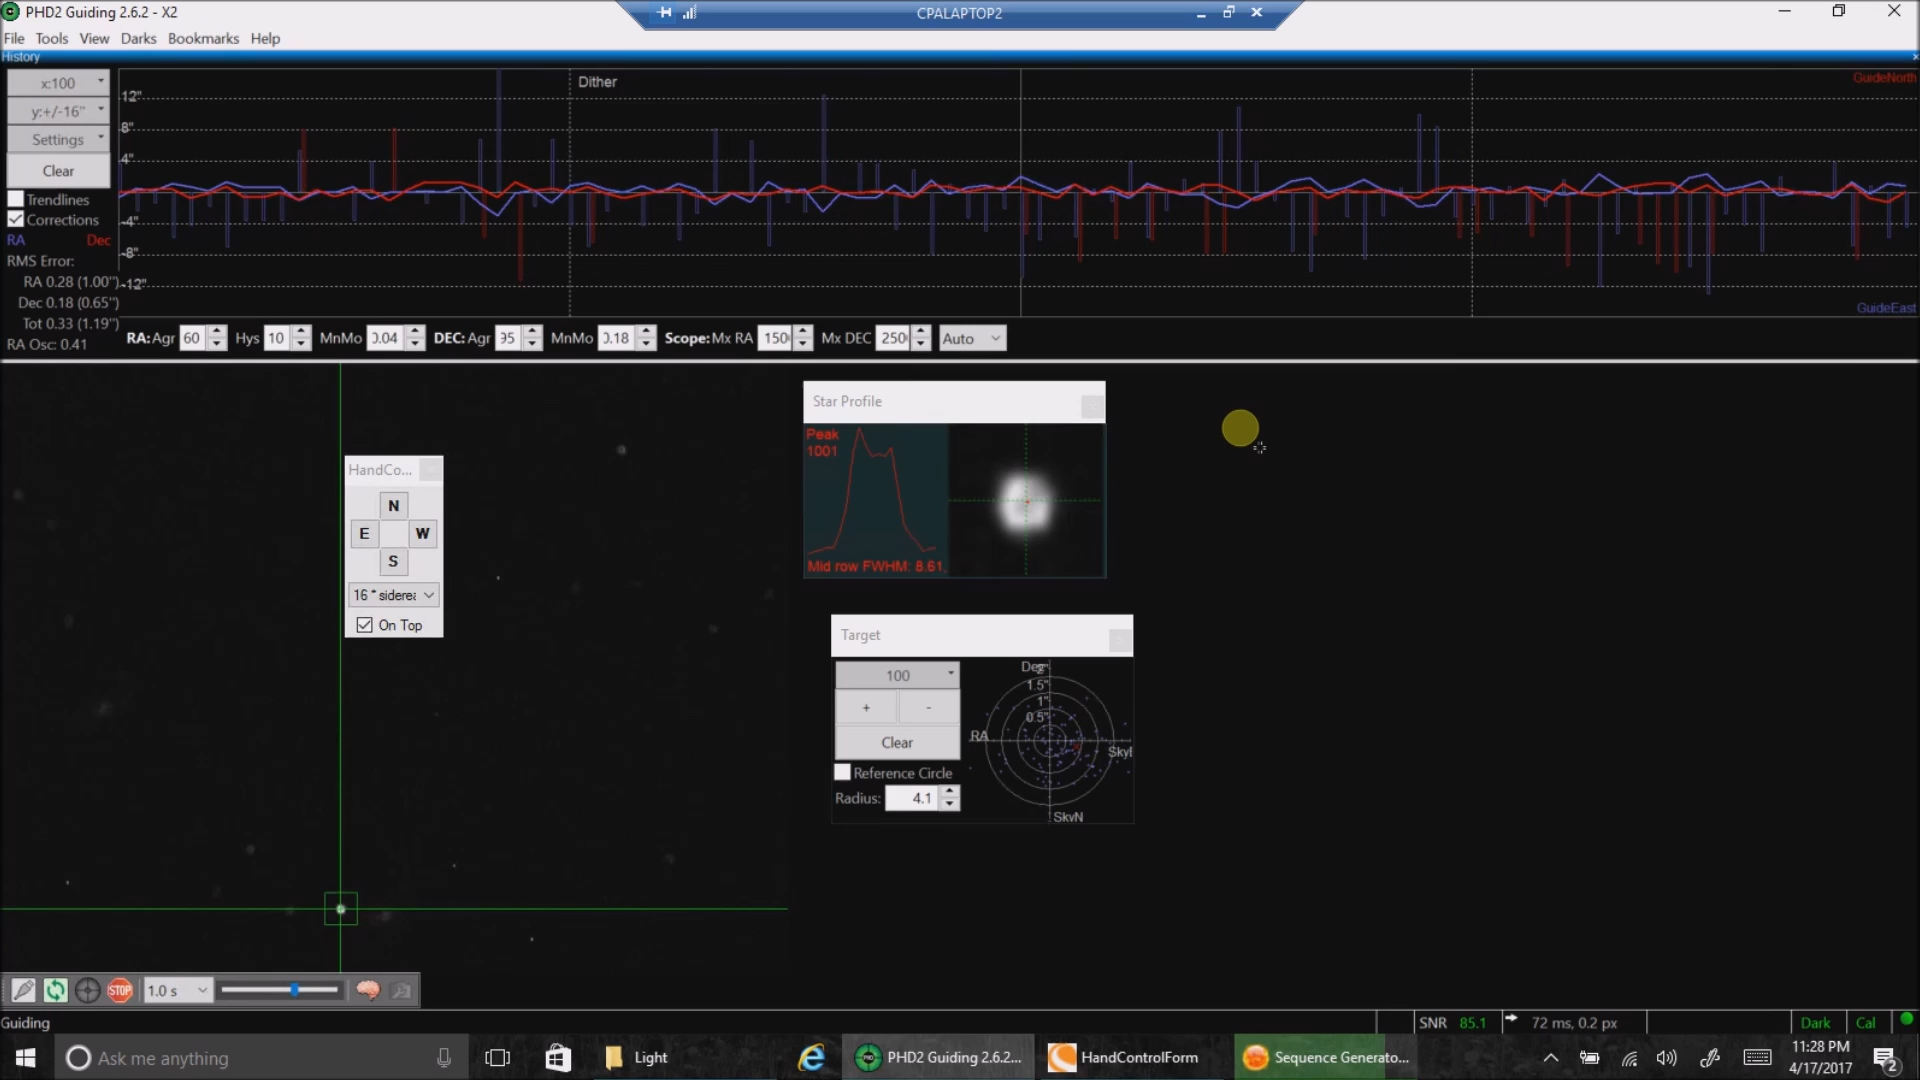 PHD2 Guiding 2.6.2 - X2
CPALAPTOP2
File Tools View Darks Bookmarks Help
History
x:100
y:+/-16"
Settings
Clear
Trendlines
Corrections
RA Dec
RMS Error:
RA 0.28 (1.00")
Dec 0.18 (0.65")
Tot 0.33 (1.19")
RA Osc: 0.41
12"
8"
4"
-4"
-8"
-12"
Dither
GuideNorth
GuideEast
RA: Agr 60 Hys 10 MnMo 0.04 DEC: Agr 95 MnMo 0.18 Scope: Mx RA 150 Mx DEC 250 Auto
Star Profile
Peak
1001
Mid row FWHM: 8.61
HandCo...
N
E W
S
16 * siderea
On Top
Target
100
+ -
Clear
Reference Circle
Radius: 4.1
Dec
2"
1.5"
1"
0.5"
RA
SkyE
SkyN
STOP
1.0 s
Guiding
SNR 85.1
72 ms, 0.2 px
Dark
Cal
Ask me anything
Light
PHD2 Guiding 2.6.2...
HandControlForm
Sequence Generato...
11:28 PM
4/17/2017
2